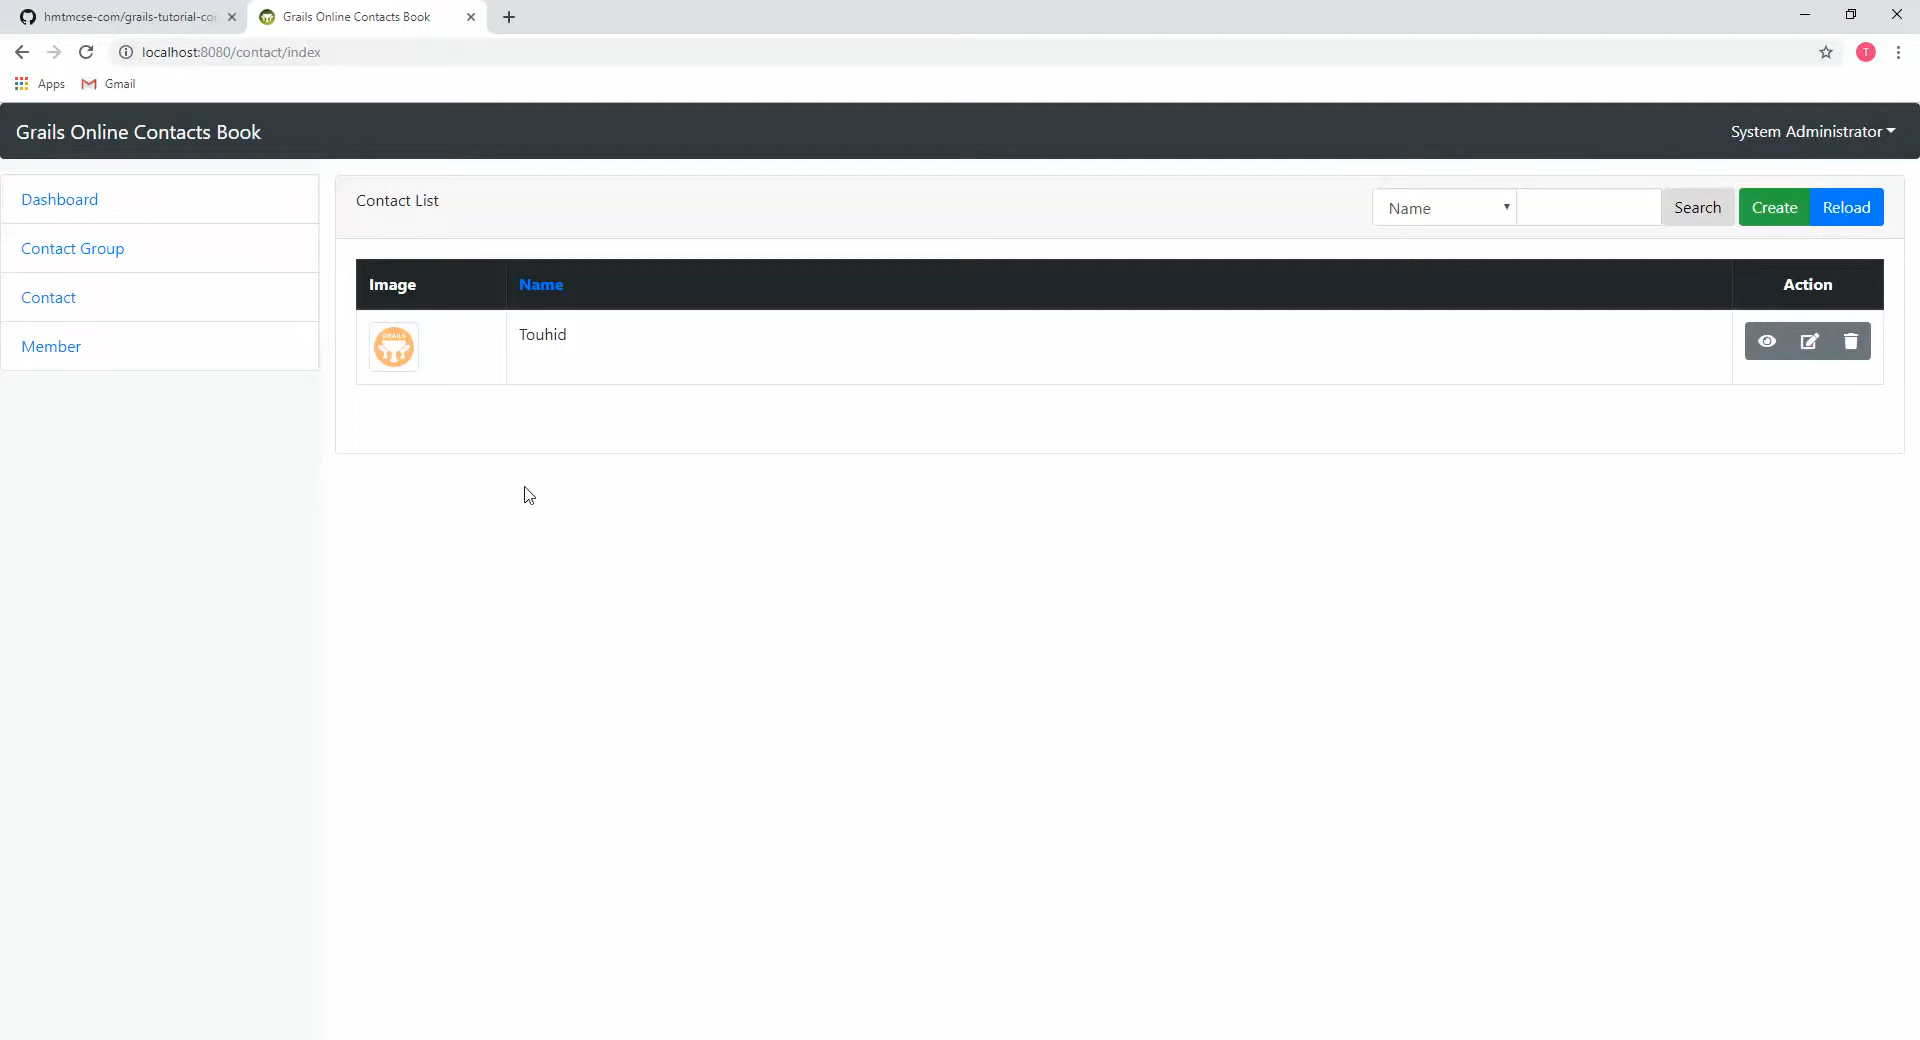 hmtmcse-com/grails-tutorial-co
Grails Online Contacts Book
localhost:8080/contact/index
T
Apps
Gmail
Grails Online Contacts Book
System Administrator
Dashboard
Contact Group
Contact
Member
Contact List
Name
Search
Create
Reload
Image
Name
Action
GRAILS
Touhid